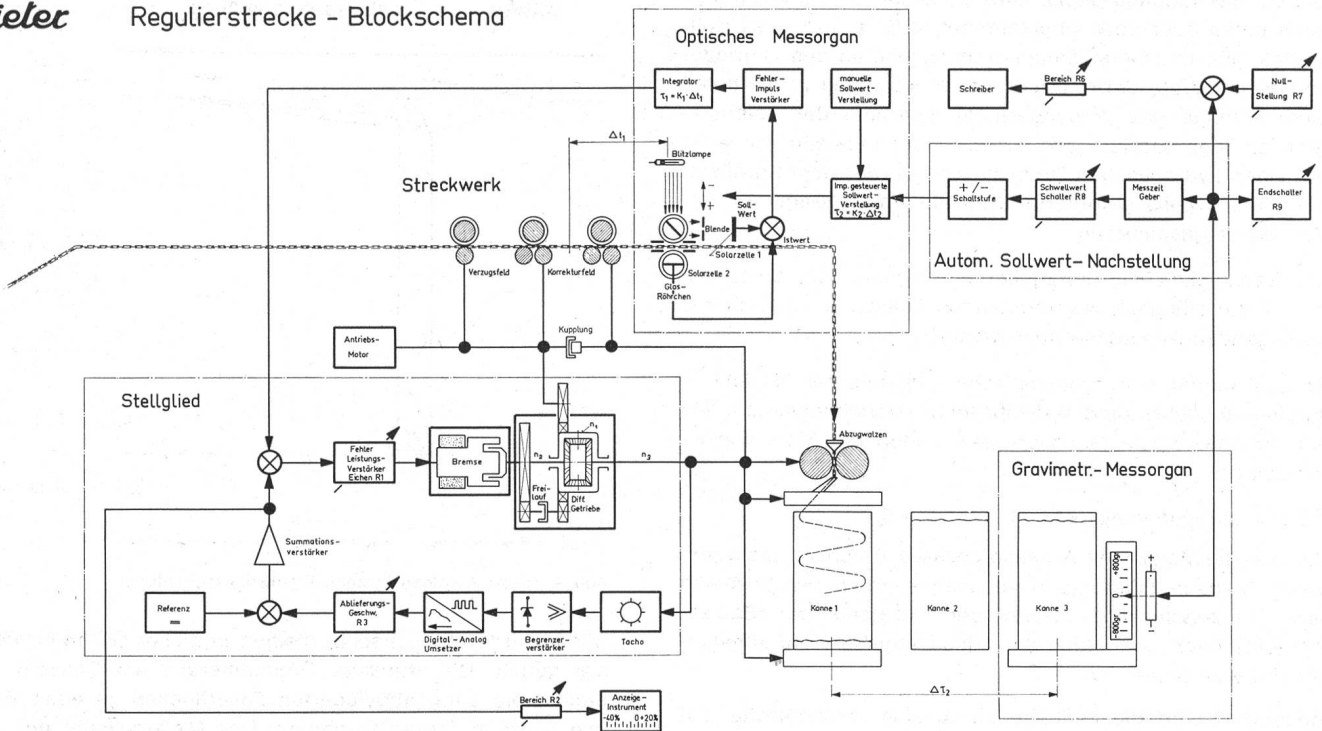 Regulierstrecke - Blockschema
Optisches Messorgan
Integrator
τ₁ = K₁·Δt₁
Fehler-
Impuls
Verstärker
manuelle
Sollwert-
Verstellung
Schreiber
Bereich R6
Null-
Stellung R7
Δt₁
Blitzlampe
Streckwerk
-
+
Soll-
Wert
Blende
Imp. gesteuerte
Sollwert-
Verstellung
τ₂ = K₂·Δt₂
+ / -
Schaltstufe
Schwellwert
Schalter R8
Messzeit
Geber
Endschalter
R9
Istwert
Solarzelle 1
Verzugsfeld
Korrekturfeld
Solarzelle 2
Glas-
Röhrchen
Autom. Sollwert-Nachstellung
Antriebs-
Motor
Kupplung
Stellglied
n₁
Abzugwalzen
Fehler
Leistungs-
Verstärker
Eichen R1
Bremse
n₂
n₃
Frei-
lauf
Diff.
Getriebe
Gravimetr.-Messorgan
Summations-
verstärker
Referenz
=
Ablieferungs-
Geschw.
R3
Digital-Analog
Umsetzer
Begrenzer-
verstärker
Tacho
Kanne 1
Kanne 2
Kanne 3
+800gr
0
-800gr
+
-
Δτ₂
Bereich R2
Anzeige-
Instrument
-40% 0 +20%